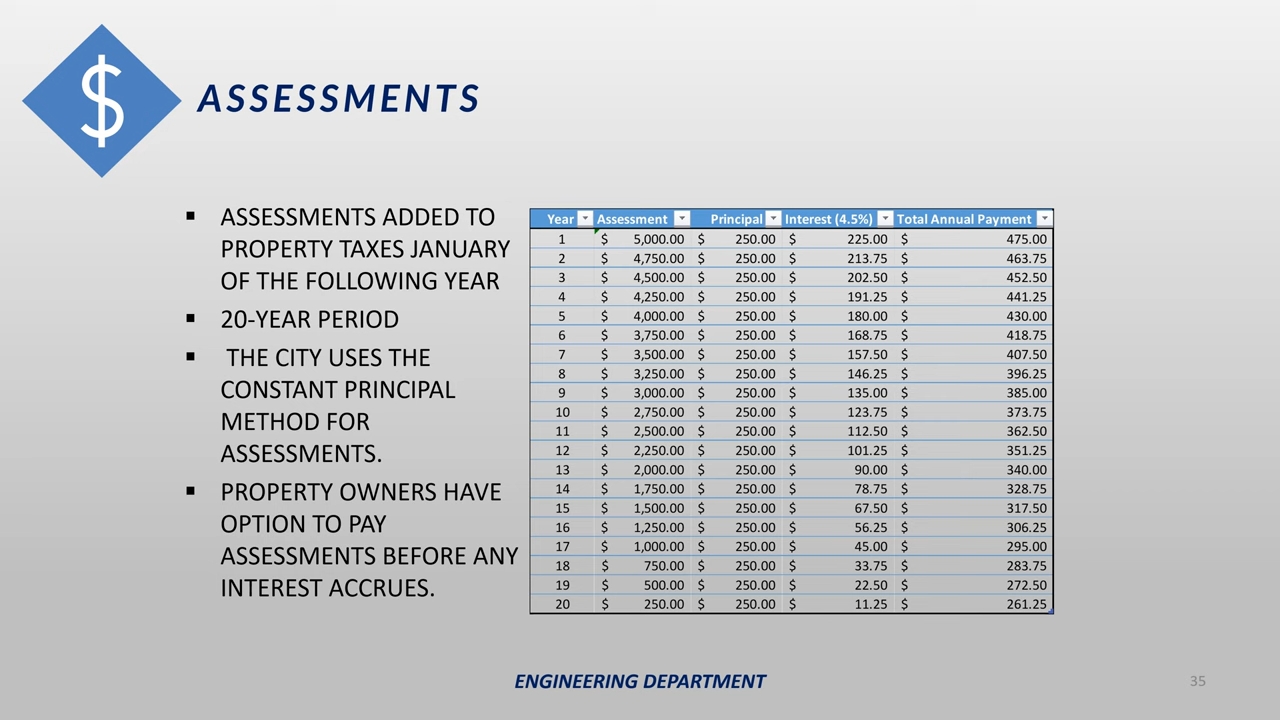 $
ASSESSMENTS
▪ ASSESSMENTS ADDED TO
PROPERTY TAXES JANUARY
OF THE FOLLOWING YEAR
▪ 20-YEAR PERIOD
▪ THE CITY USES THE
CONSTANT PRINCIPAL
METHOD FOR
ASSESSMENTS.
▪ PROPERTY OWNERS HAVE
OPTION TO PAY
ASSESSMENTS BEFORE ANY
INTEREST ACCRUES.
Year Assessment Principal Interest (4.5%) Total Annual Payment
1 $ 5,000.00 $ 250.00 $ 225.00 $ 475.00
2 $ 4,750.00 $ 250.00 $ 213.75 $ 463.75
3 $ 4,500.00 $ 250.00 $ 202.50 $ 452.50
4 $ 4,250.00 $ 250.00 $ 191.25 $ 441.25
5 $ 4,000.00 $ 250.00 $ 180.00 $ 430.00
6 $ 3,750.00 $ 250.00 $ 168.75 $ 418.75
7 $ 3,500.00 $ 250.00 $ 157.50 $ 407.50
8 $ 3,250.00 $ 250.00 $ 146.25 $ 396.25
9 $ 3,000.00 $ 250.00 $ 135.00 $ 385.00
10 $ 2,750.00 $ 250.00 $ 123.75 $ 373.75
11 $ 2,500.00 $ 250.00 $ 112.50 $ 362.50
12 $ 2,250.00 $ 250.00 $ 101.25 $ 351.25
13 $ 2,000.00 $ 250.00 $ 90.00 $ 340.00
14 $ 1,750.00 $ 250.00 $ 78.75 $ 328.75
15 $ 1,500.00 $ 250.00 $ 67.50 $ 317.50
16 $ 1,250.00 $ 250.00 $ 56.25 $ 306.25
17 $ 1,000.00 $ 250.00 $ 45.00 $ 295.00
18 $ 750.00 $ 250.00 $ 33.75 $ 283.75
19 $ 500.00 $ 250.00 $ 22.50 $ 272.50
20 $ 250.00 $ 250.00 $ 11.25 $ 261.25
ENGINEERING DEPARTMENT
35